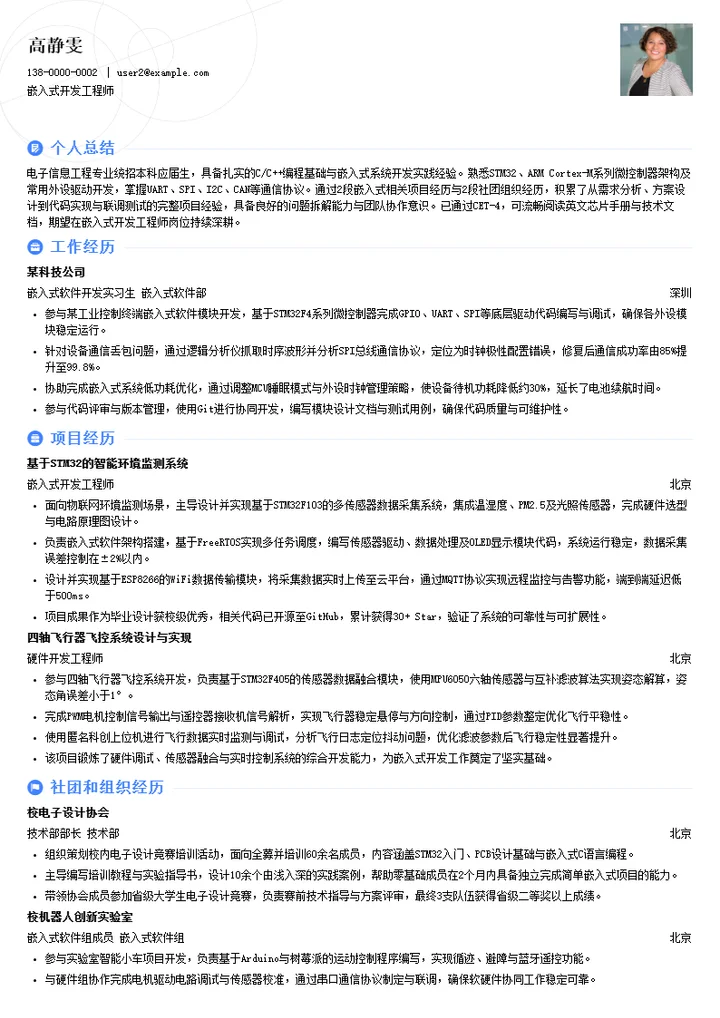 高静雯
138-0000-0002 | user2@example.com
嵌入式开发工程师
个人总结
电子信息工程专业统招本科应届生，具备扎实的C/C++编程基础与嵌入式系统开发实践经验。熟悉STM32、ARM Cortex-M系列微控制器架构及
常用外设驱动开发，掌握UART、SPI、I2C、CAN等通信协议。通过2段嵌入式相关项目经历与2段社团组织经历，积累了从需求分析、方案设
计到代码实现与联调测试的完整项目经验，具备良好的问题拆解能力与团队协作意识。已通过CET-4，可流畅阅读英文芯片手册与技术文
档，期望在嵌入式开发工程师岗位持续深耕。
工作经历
某科技公司
嵌入式软件开发实习生 嵌入式软件部 深圳
• 参与某工业控制终端嵌入式软件模块开发，基于STM32F4系列微控制器完成GPIO、UART、SPI等底层驱动代码编写与调试，确保各外设模
块稳定运行。
• 针对设备通信丢包问题，通过逻辑分析仪抓取时序波形并分析SPI总线通信协议，定位为时钟极性配置错误，修复后通信成功率由85%提
升至99.8%。
• 协助完成嵌入式系统低功耗优化，通过调整MCU睡眠模式与外设时钟管理策略，使设备待机功耗降低约30%，延长了电池续航时间。
• 参与代码评审与版本管理，使用Git进行协同开发，编写模块设计文档与测试用例，确保代码质量与可维护性。
项目经历
基于STM32的智能环境监测系统
嵌入式开发工程师 北京
• 面向物联网环境监测场景，主导设计并实现基于STM32F103的多传感器数据采集系统，集成温湿度、PM2.5及光照传感器，完成硬件选型
与电路原理图设计。
• 负责嵌入式软件架构搭建，基于FreeRTOS实现多任务调度，编写传感器驱动、数据处理及OLED显示模块代码，系统运行稳定，数据采集
误差控制在±2%以内。
• 设计并实现基于ESP8266的WiFi数据传输模块，将采集数据实时上传至云平台，通过MQTT协议实现远程监控与告警功能，端到端延迟低
于500ms。
• 项目成果作为毕业设计获校级优秀，相关代码已开源至GitHub，累计获得30+ Star，验证了系统的可靠性与可扩展性。
四轴飞行器飞控系统设计与实现
硬件开发工程师 北京
• 参与四轴飞行器飞控系统开发，负责基于STM32F405的传感器数据融合模块，使用MPU6050六轴传感器与互补滤波算法实现姿态解算，姿
态角误差小于1°。
• 完成PWM电机控制信号输出与遥控器接收机信号解析，实现飞行器稳定悬停与方向控制，通过PID参数整定优化飞行平稳性。
• 使用匿名科创上位机进行飞行数据实时监测与调试，分析飞行日志定位抖动问题，优化滤波参数后飞行稳定性显著提升。
• 该项目锻炼了硬件调试、传感器融合与实时控制系统的综合开发能力，为嵌入式开发工作奠定了坚实基础。
社团和组织经历
校电子设计协会
技术部部长 技术部 北京
• 组织策划校内电子设计竞赛培训活动，面向全募并培训60余名成员，内容涵盖STM32入门、PCB设计基础与嵌入式C语言编程。
• 主导编写培训教程与实验指导书，设计10余个由浅入深的实践案例，帮助零基础成员在2个月内具备独立完成简单嵌入式项目的能力。
• 带领协会成员参加省级大学生电子设计竞赛，负责赛前技术指导与方案评审，最终3支队伍获得省级二等奖以上成绩。
校机器人创新实验室
嵌入式软件组成员 嵌入式软件组 北京
• 参与实验室智能小车项目开发，负责基于Arduino与树莓派的运动控制程序编写，实现循迹、避障与蓝牙遥控功能。
• 与硬件组协作完成电机驱动电路调试与传感器校准，通过串口通信协议制定与联调，确保软硬件协同工作稳定可靠。